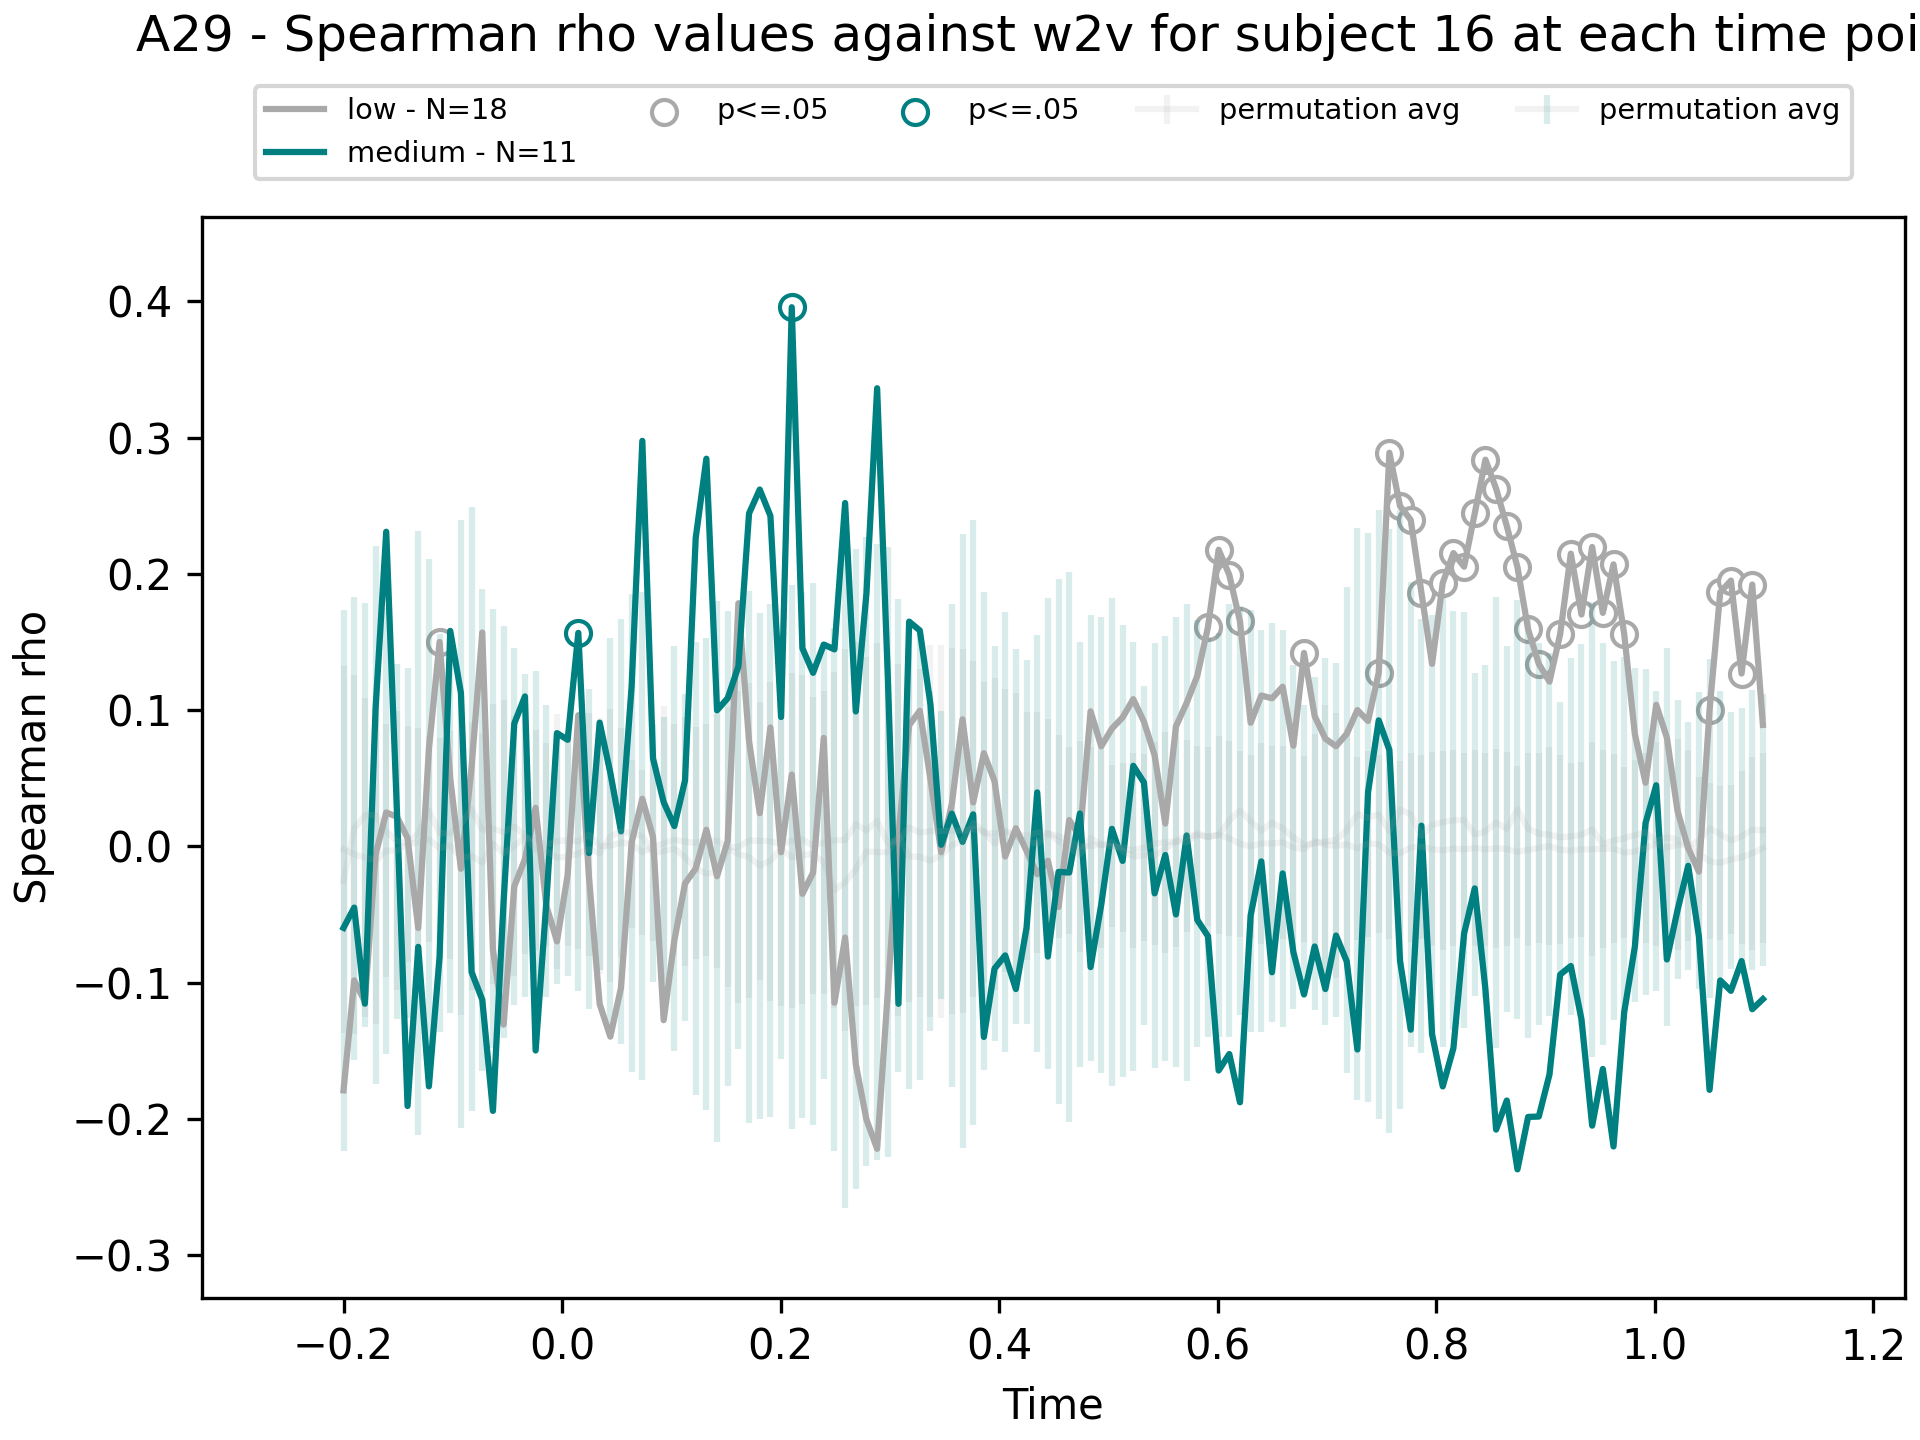 A29 - Spearman rho values against w2v for subject 16 at each time poi
low - N=18
medium - N=11
p<=.05
p<=.05
permutation avg
permutation avg
Spearman rho
0.4
0.3
0.2
0.1
0.0
−0.1
−0.2
−0.3
−0.2
0.0
0.2
0.4
0.6
0.8
1.0
1.2
Time